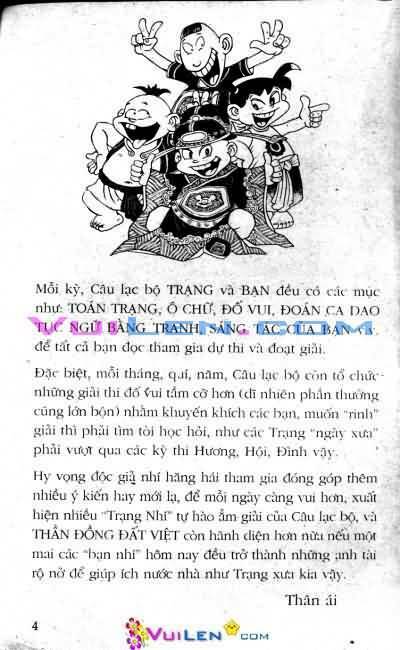 Mỗi kỳ, Câu lạc bộ TRẠNG và BẠN đều có các mục
như: TOÁN TRẠNG, Ô CHỮ, ĐỐ VUI, ĐOÁN CA DAO
TỤC NGỮ BẰNG TRANH, SÁNG TÁC CỦA BẠN
để tất cả bạn đọc tham gia dự thi và đoạt giải.
Đặc biệt, mỗi tháng, quí, năm, Câu lạc bộ còn tổ chức
những giải thi đố vui tầm cỡ hơn (dĩ nhiên phần thưởng
cũng lớn bộn) nhằm khuyến khích các bạn, muốn "rinh"
giải thì phải tìm tòi học hỏi, như các Trạng "ngày xưa"
phải vượt qua các kỳ thi Hương, Hội, Đình vậy.
Hy vọng độc giả nhí hăng hái tham gia đóng góp thêm
nhiều ý kiến hay mới lạ, để mỗi ngày càng vui hơn, xuất
hiện nhiều "Trạng Nhí" tự hào ẵm giải của Câu lạc bộ, và
THẦN ĐỒNG ĐẤT VIỆT còn hãnh diện hơn nữa nếu một
mai các "bạn nhí" hôm nay đều trở thành những anh tài
rộ nở để giúp ích nước nhà như Trạng xưa kia vậy.
Thân ái
4
VUILEN.COM